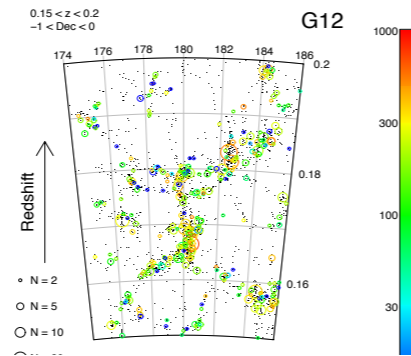 0.15 < z < 0.2
−1 < Dec < 0
G12
174 176 178 180 182 184 186
0.2
0.18
0.16
Redshift
N = 2
N = 5
N = 10
1000
300
100
30